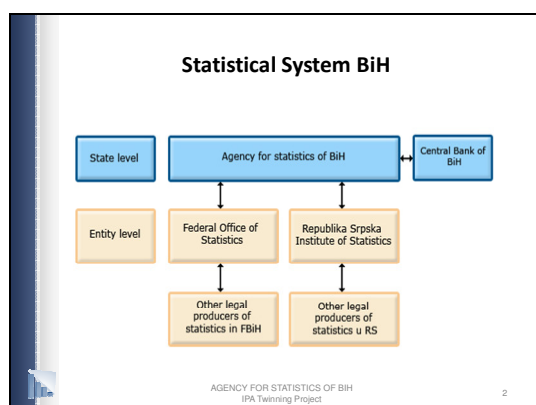 Statistical System BiH
State level
Agency for statistics of BiH
Central Bank of
BiH
Entity level
Federal Office of
Statistics
Republika Srpska
Institute of Statistics
Other legal
producers of
statistics in FBiH
Other legal
producers of
statistics u RS
AGENCY FOR STATISTICS OF BIH
IPA Twinning Project
2